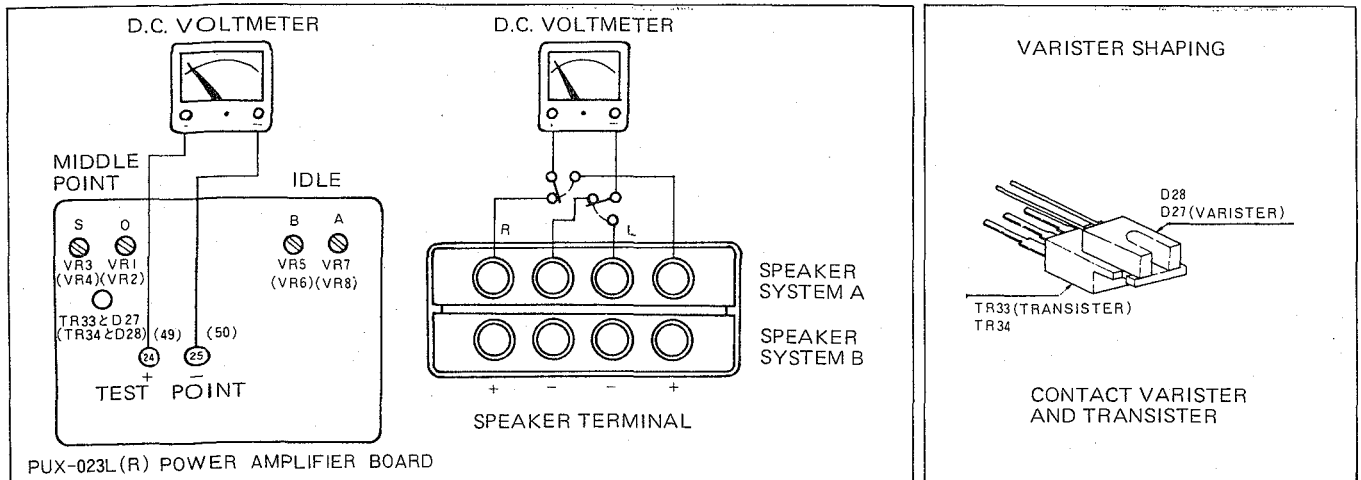 D.C. VOLTMETER
D.C. VOLTMETER
MIDDLE
POINT
IDLE
S O
VR3 VR1
(VR4)(VR2)
B A
VR5 VR7
(VR6)(VR8)
TR33とD27
(TR34とD28)
(49) (50)
24 25
+ −
TEST POINT
PUX-023L(R) POWER AMPLIFIER BOARD
R L
SPEAKER
SYSTEM A
SPEAKER
SYSTEM B
+ − − +
SPEAKER TERMINAL
VARISTER SHAPING
D28
D27(VARISTER)
TR33(TRANSISTER)
TR34
CONTACT VARISTER
AND TRANSISTER